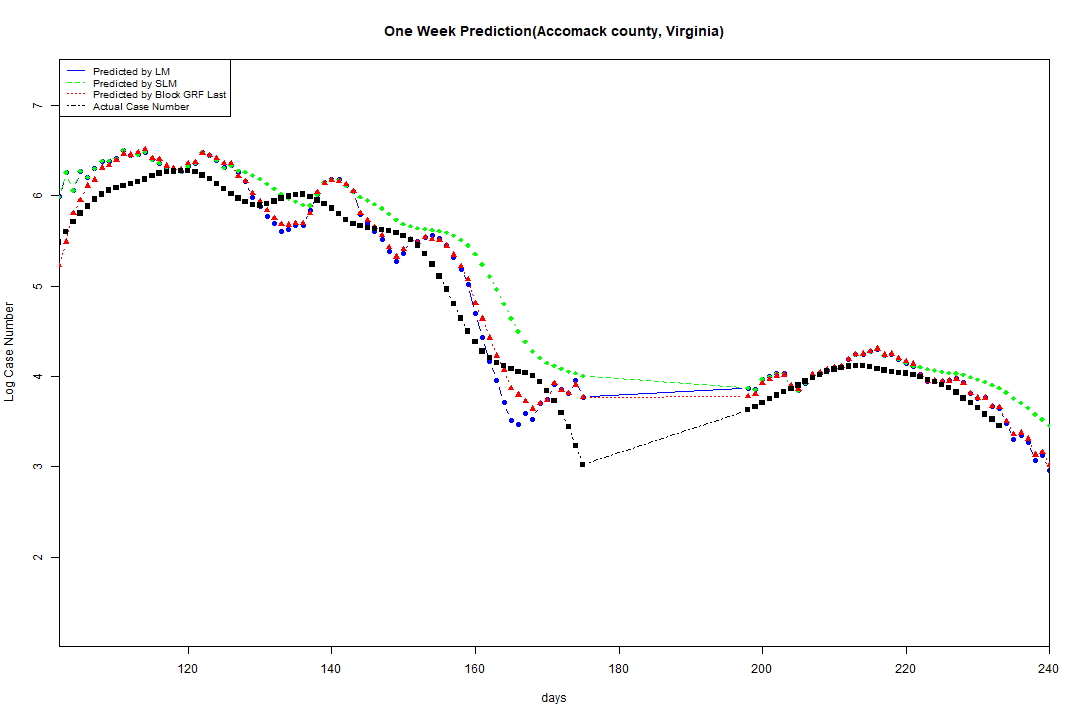 One Week Prediction(Accomack county, Virginia)
Predicted by LM
Predicted by SLM
Predicted by Block GRF Last
Actual Case Number
7
6
5
4
3
2
Log Case Number
120 140 160 180 200 220 240
days